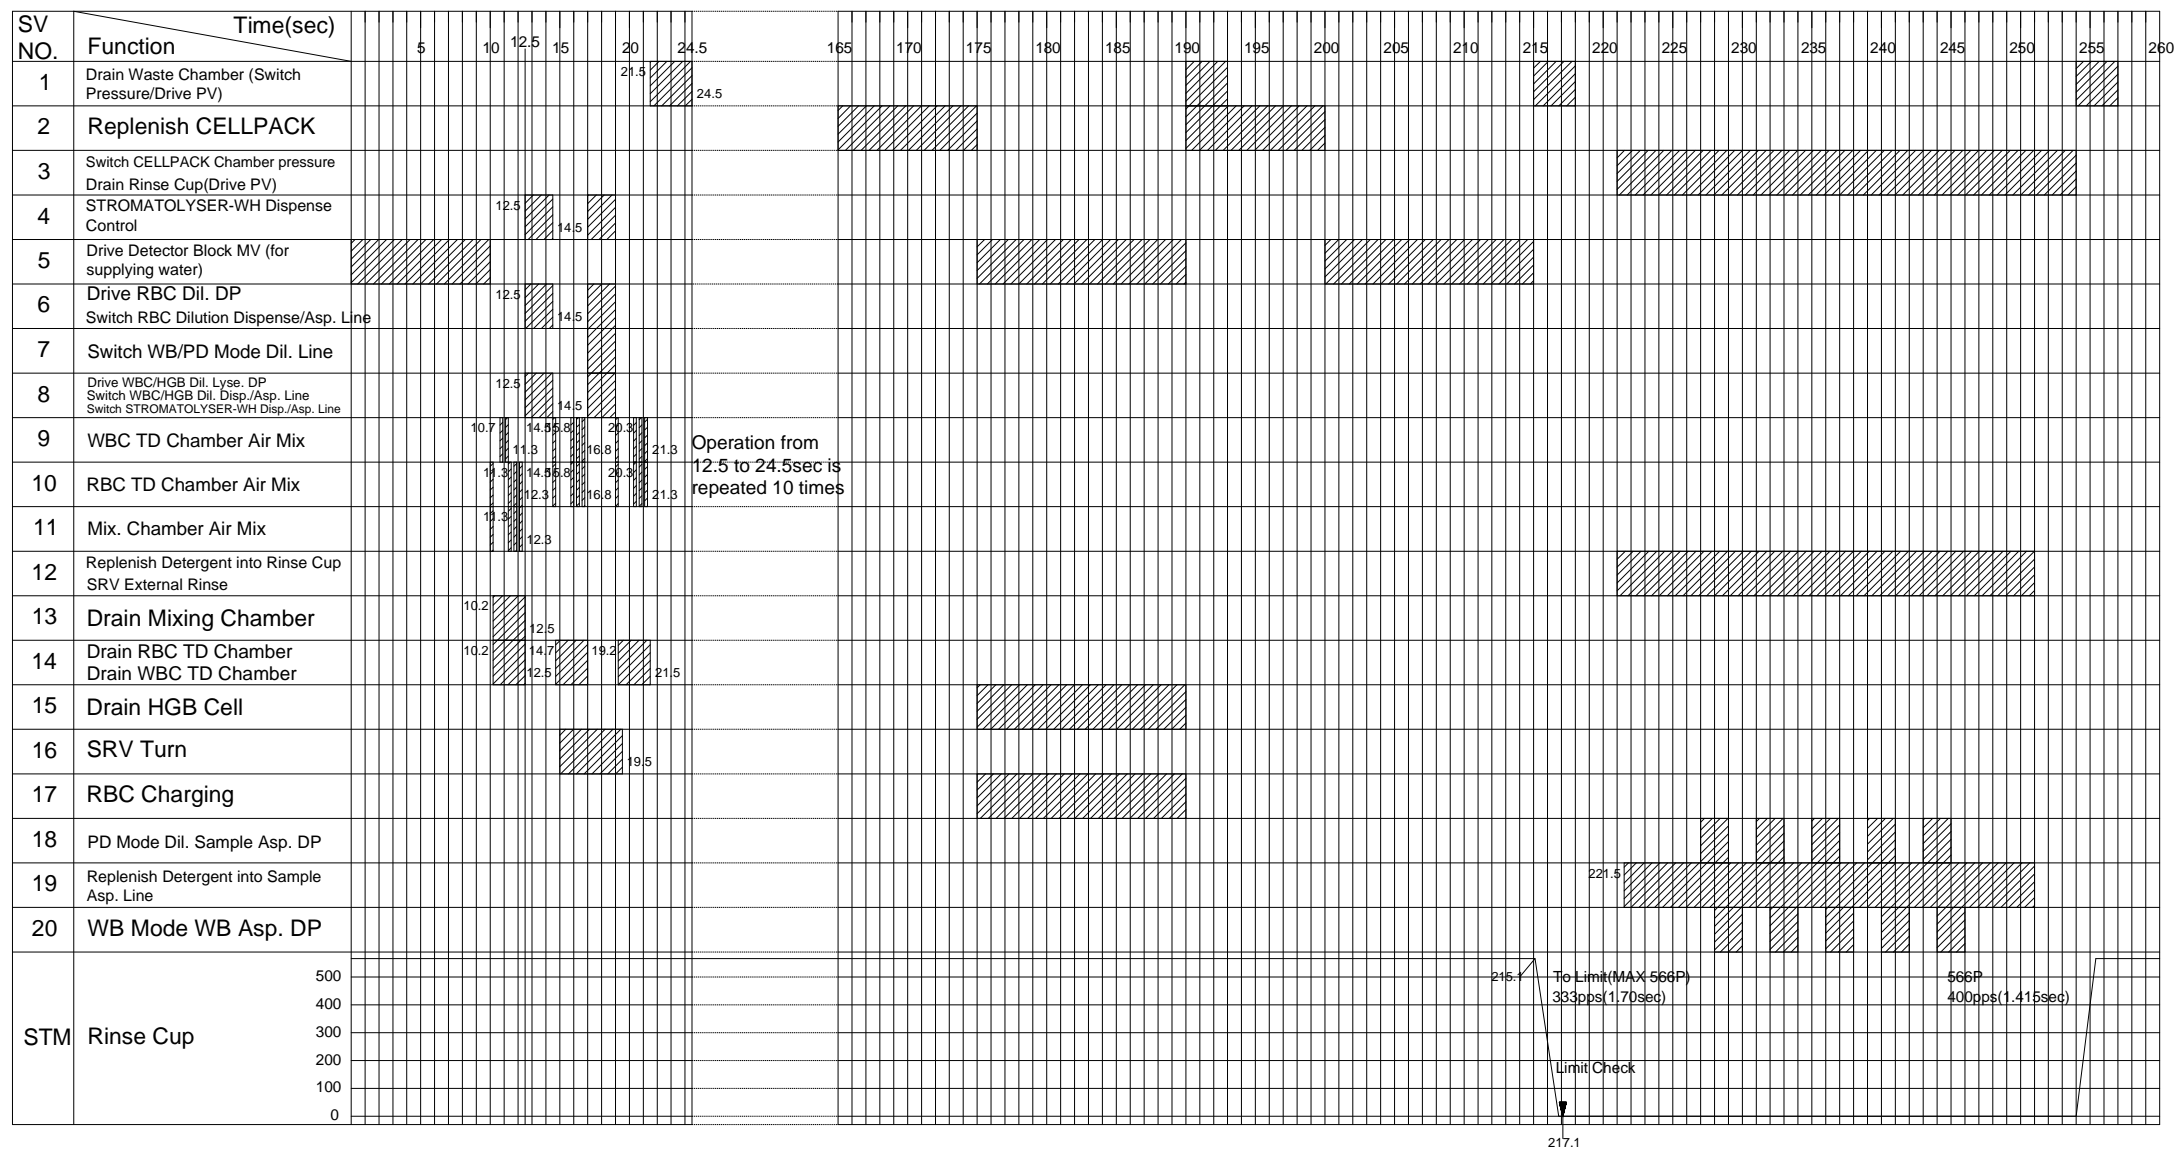 SV
NO.
Time(sec)
Function
5 10 12.5 15 20 24.5 165 170 175 180 185 190 195 200 205 210 215 220 225 230 235 240 245 250 255 260
1
Drain Waste Chamber (Switch
Pressure/Drive PV)
21.5
24.5
2
Replenish CELLPACK
3
Switch CELLPACK Chamber pressure
Drain Rinse Cup(Drive PV)
4
STROMATOLYSER-WH Dispense
Control
12.5
14.5
5
Drive Detector Block MV (for
supplying water)
6
Drive RBC Dil. DP
Switch RBC Dilution Dispense/Asp. Line
12.5
14.5
7
Switch WB/PD Mode Dil. Line
8
Drive WBC/HGB Dil. Lyse. DP
Switch WBC/HGB Dil. Disp./Asp. Line
Switch STROMATOLYSER-WH Disp./Asp. Line
12.5
14.5
9
WBC TD Chamber Air Mix
10.7 14.5 15.8 20.3
11.3 16.8 21.3
Operation from
12.5 to 24.5sec is
repeated 10 times
10
RBC TD Chamber Air Mix
11.3 14.5 15.8 20.3
12.3 16.8 21.3
11
Mix. Chamber Air Mix
11.3
12.3
12
Replenish Detergent into Rinse Cup
SRV External Rinse
13
Drain Mixing Chamber
10.2
12.5
14
Drain RBC TD Chamber
Drain WBC TD Chamber
10.2 14.7 19.2
12.5 21.5
15
Drain HGB Cell
16
SRV Turn
19.5
17
RBC Charging
18
PD Mode Dil. Sample Asp. DP
19
Replenish Detergent into Sample
Asp. Line
221.5
20
WB Mode WB Asp. DP
STM
Rinse Cup
500
400
300
200
100
0
215.1
To Limit(MAX 566P)
333pps(1.70sec)
566P
400pps(1.415sec)
Limit Check
217.1